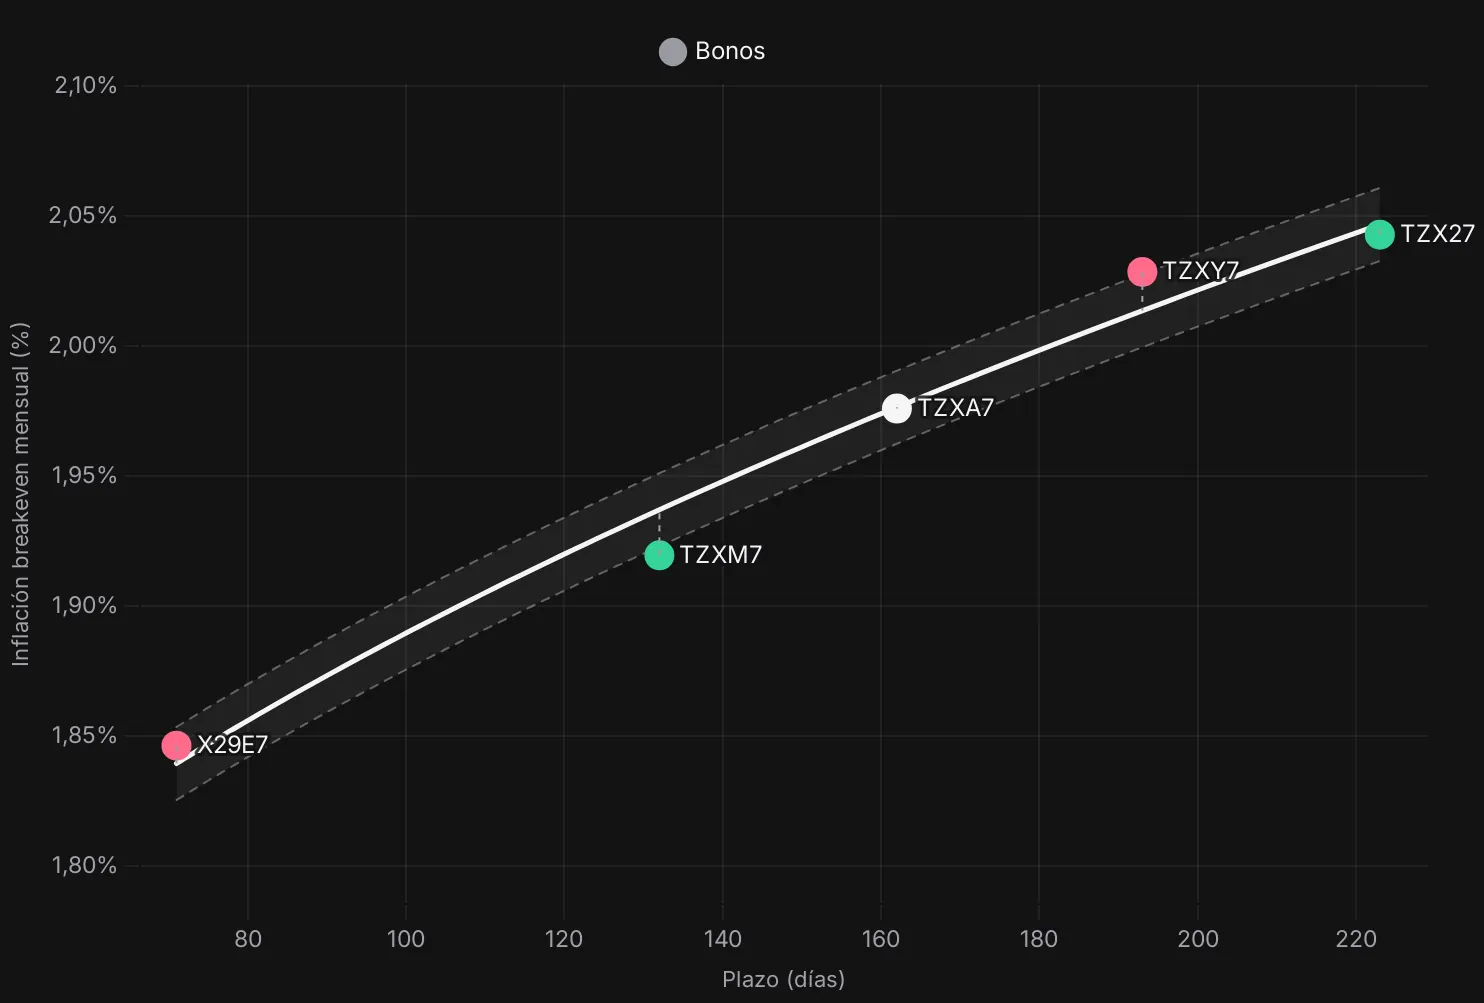 Bonos
2,10%
2,05%
2,00%
1,95%
1,90%
1,85%
1,80%
Inflación breakeven mensual (%)
TZX27
TZXY7
TZXA7
TZXM7
X29E7
80 100 120 140 160 180 200 220
Plazo (días)